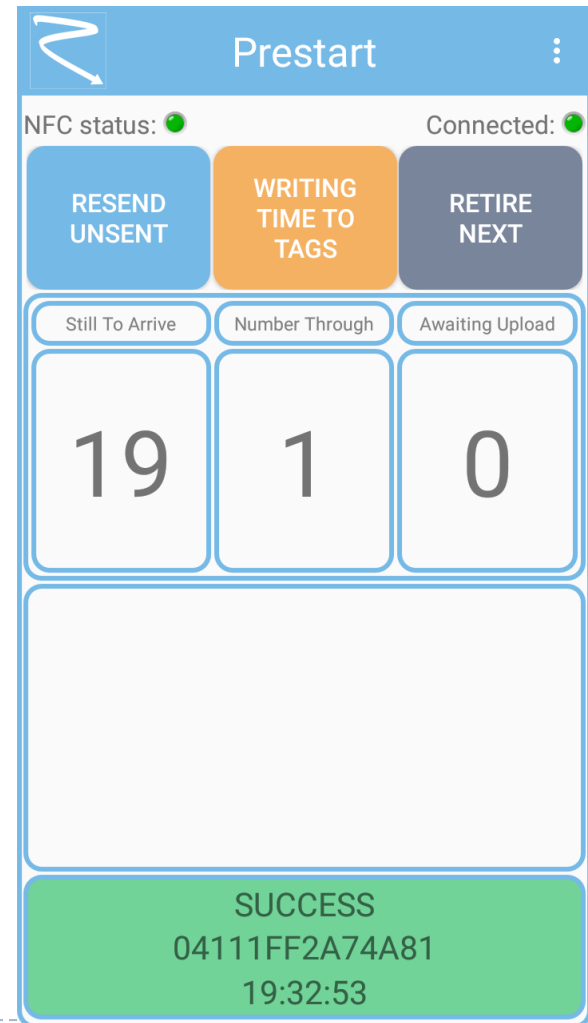 Prestart
NFC status:
Connected:
RESEND
UNSENT
WRITING
TIME TO
TAGS
RETIRE
NEXT
Still To Arrive
Number Through
Awaiting Upload
19
1
0
SUCCESS
04111FF2A74A81
19:32:53